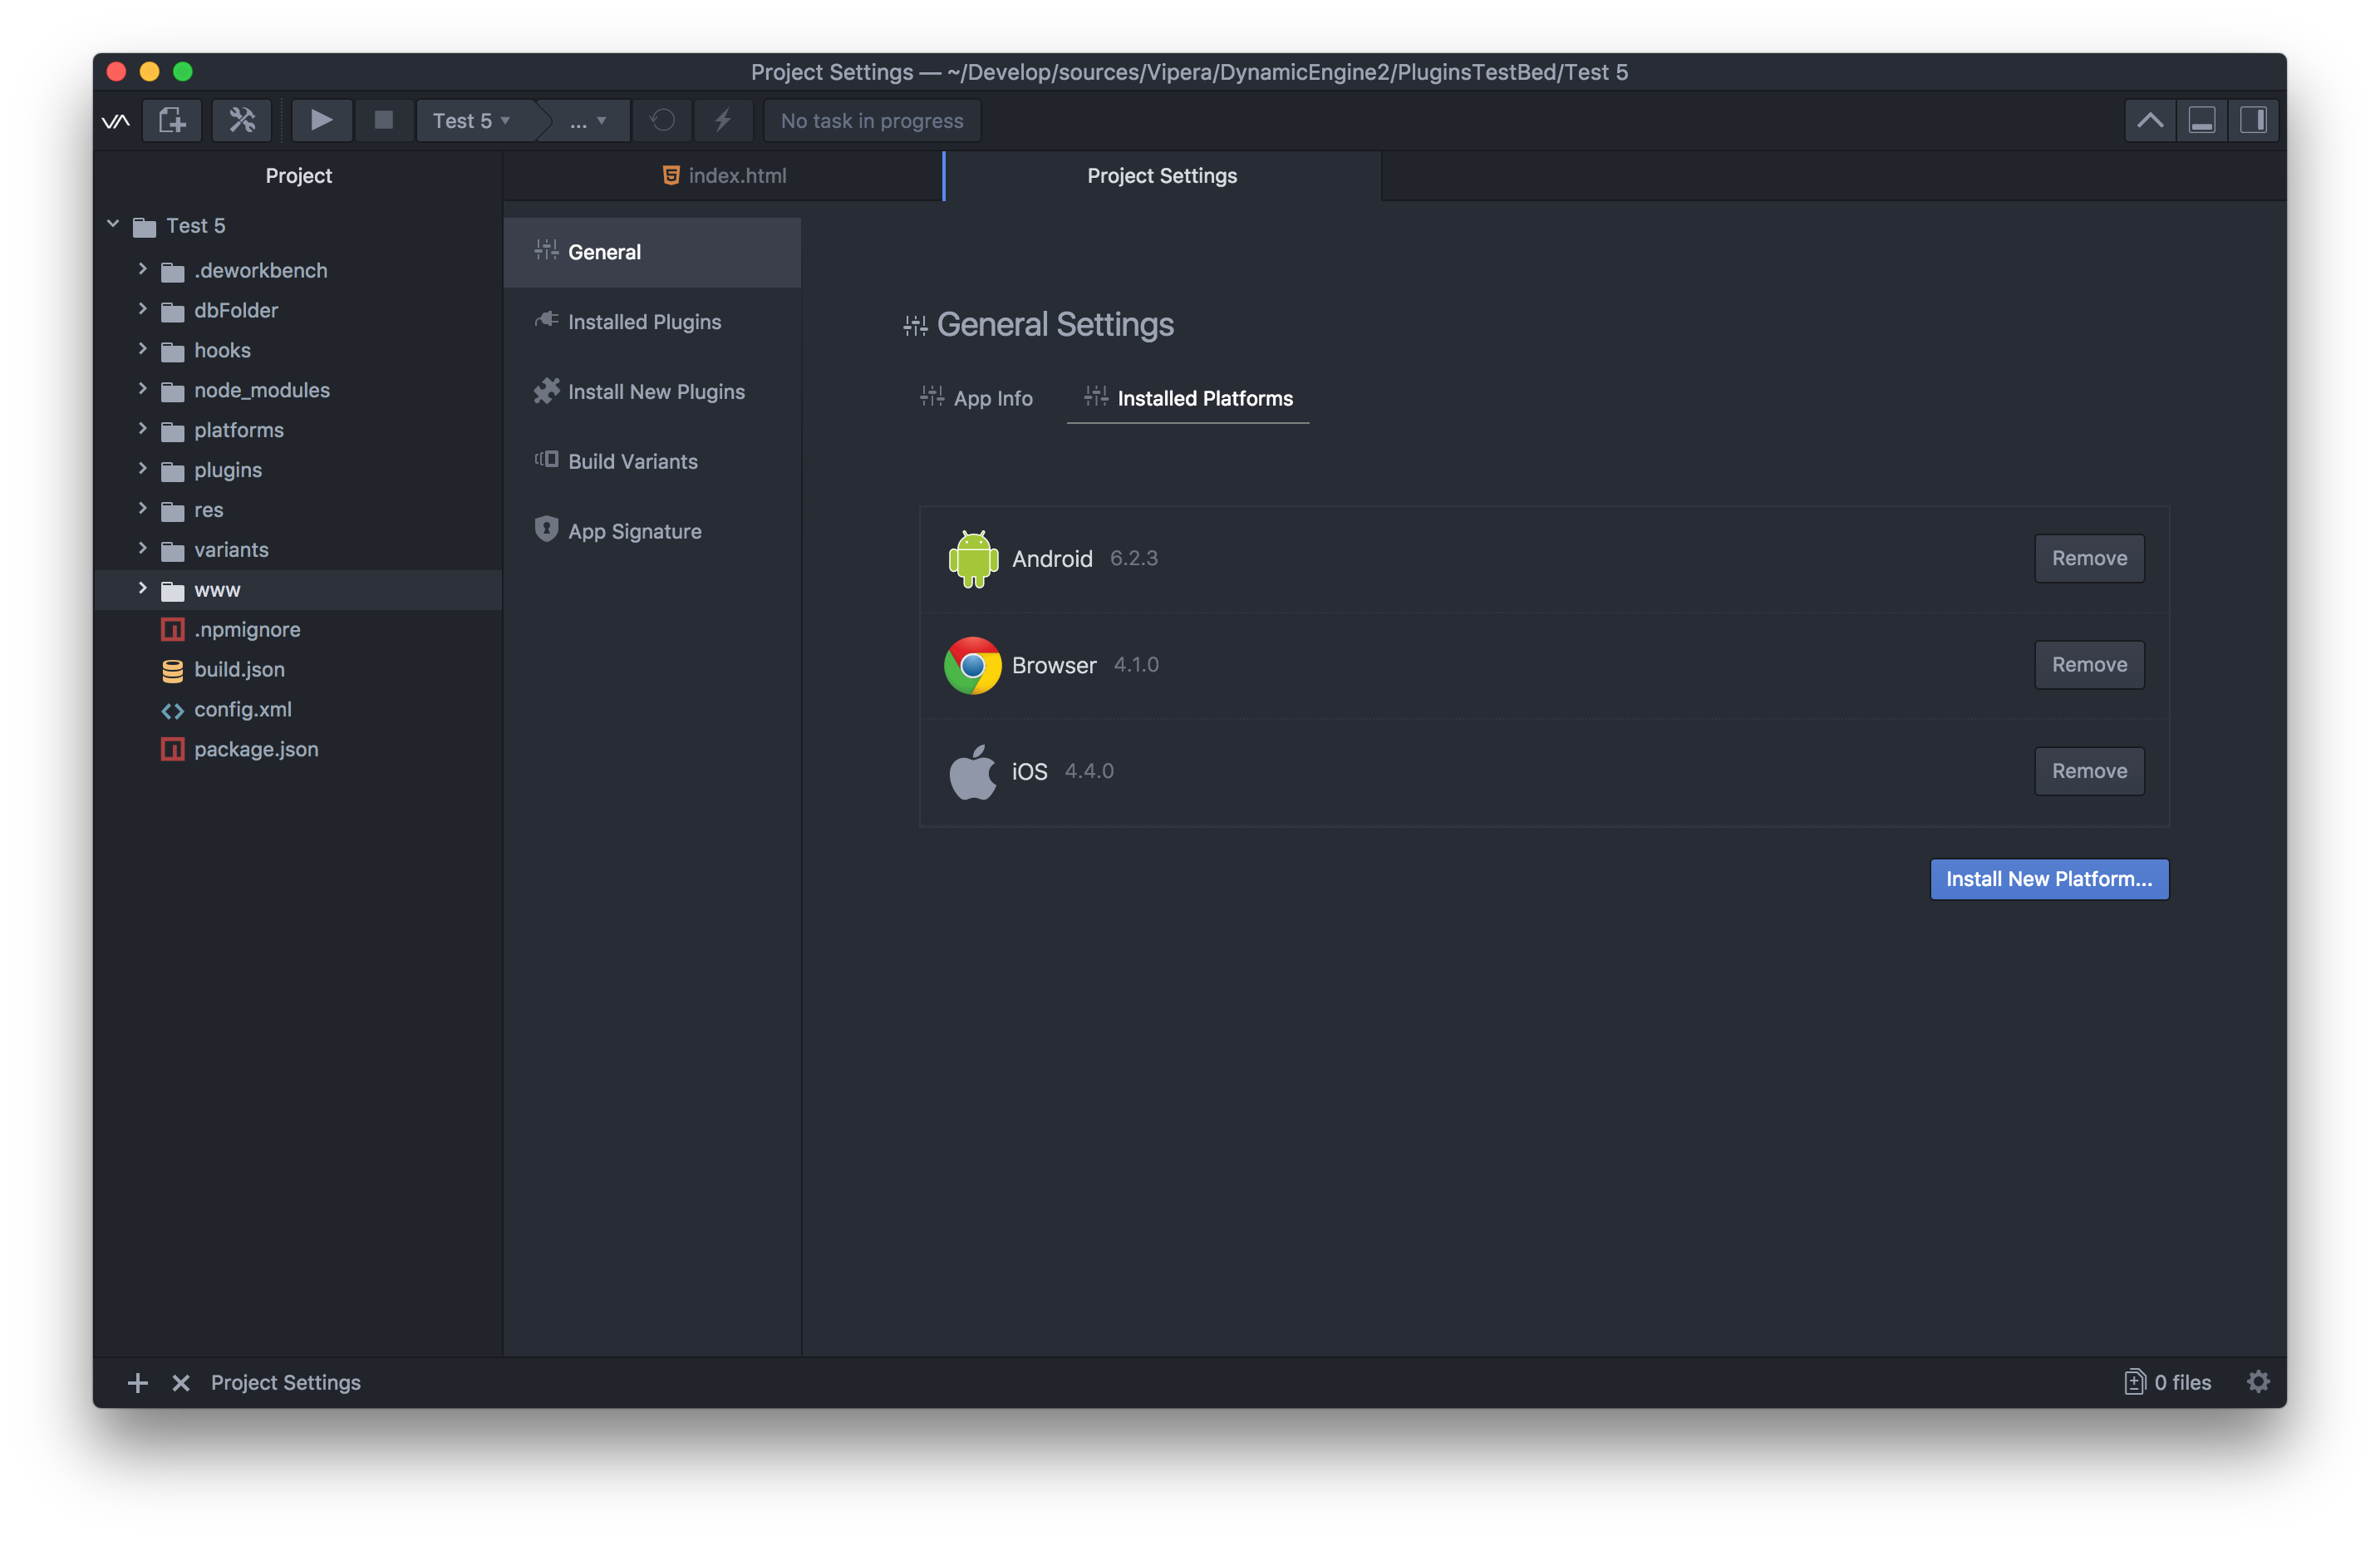 Project Settings — ~/Develop/sources/Vipera/DynamicEngine2/PluginsTestBed/Test 5
Test 5
...
No task in progress
Project
index.html
Project Settings
Test 5
.deworkbench
dbFolder
hooks
node_modules
platforms
plugins
res
variants
www
.npmignore
build.json
config.xml
package.json
General
Installed Plugins
Install New Plugins
Build Variants
App Signature
General Settings
App Info
Installed Platforms
Android 6.2.3
Remove
Browser 4.1.0
Remove
iOS 4.4.0
Remove
Install New Platform...
Project Settings
0 files